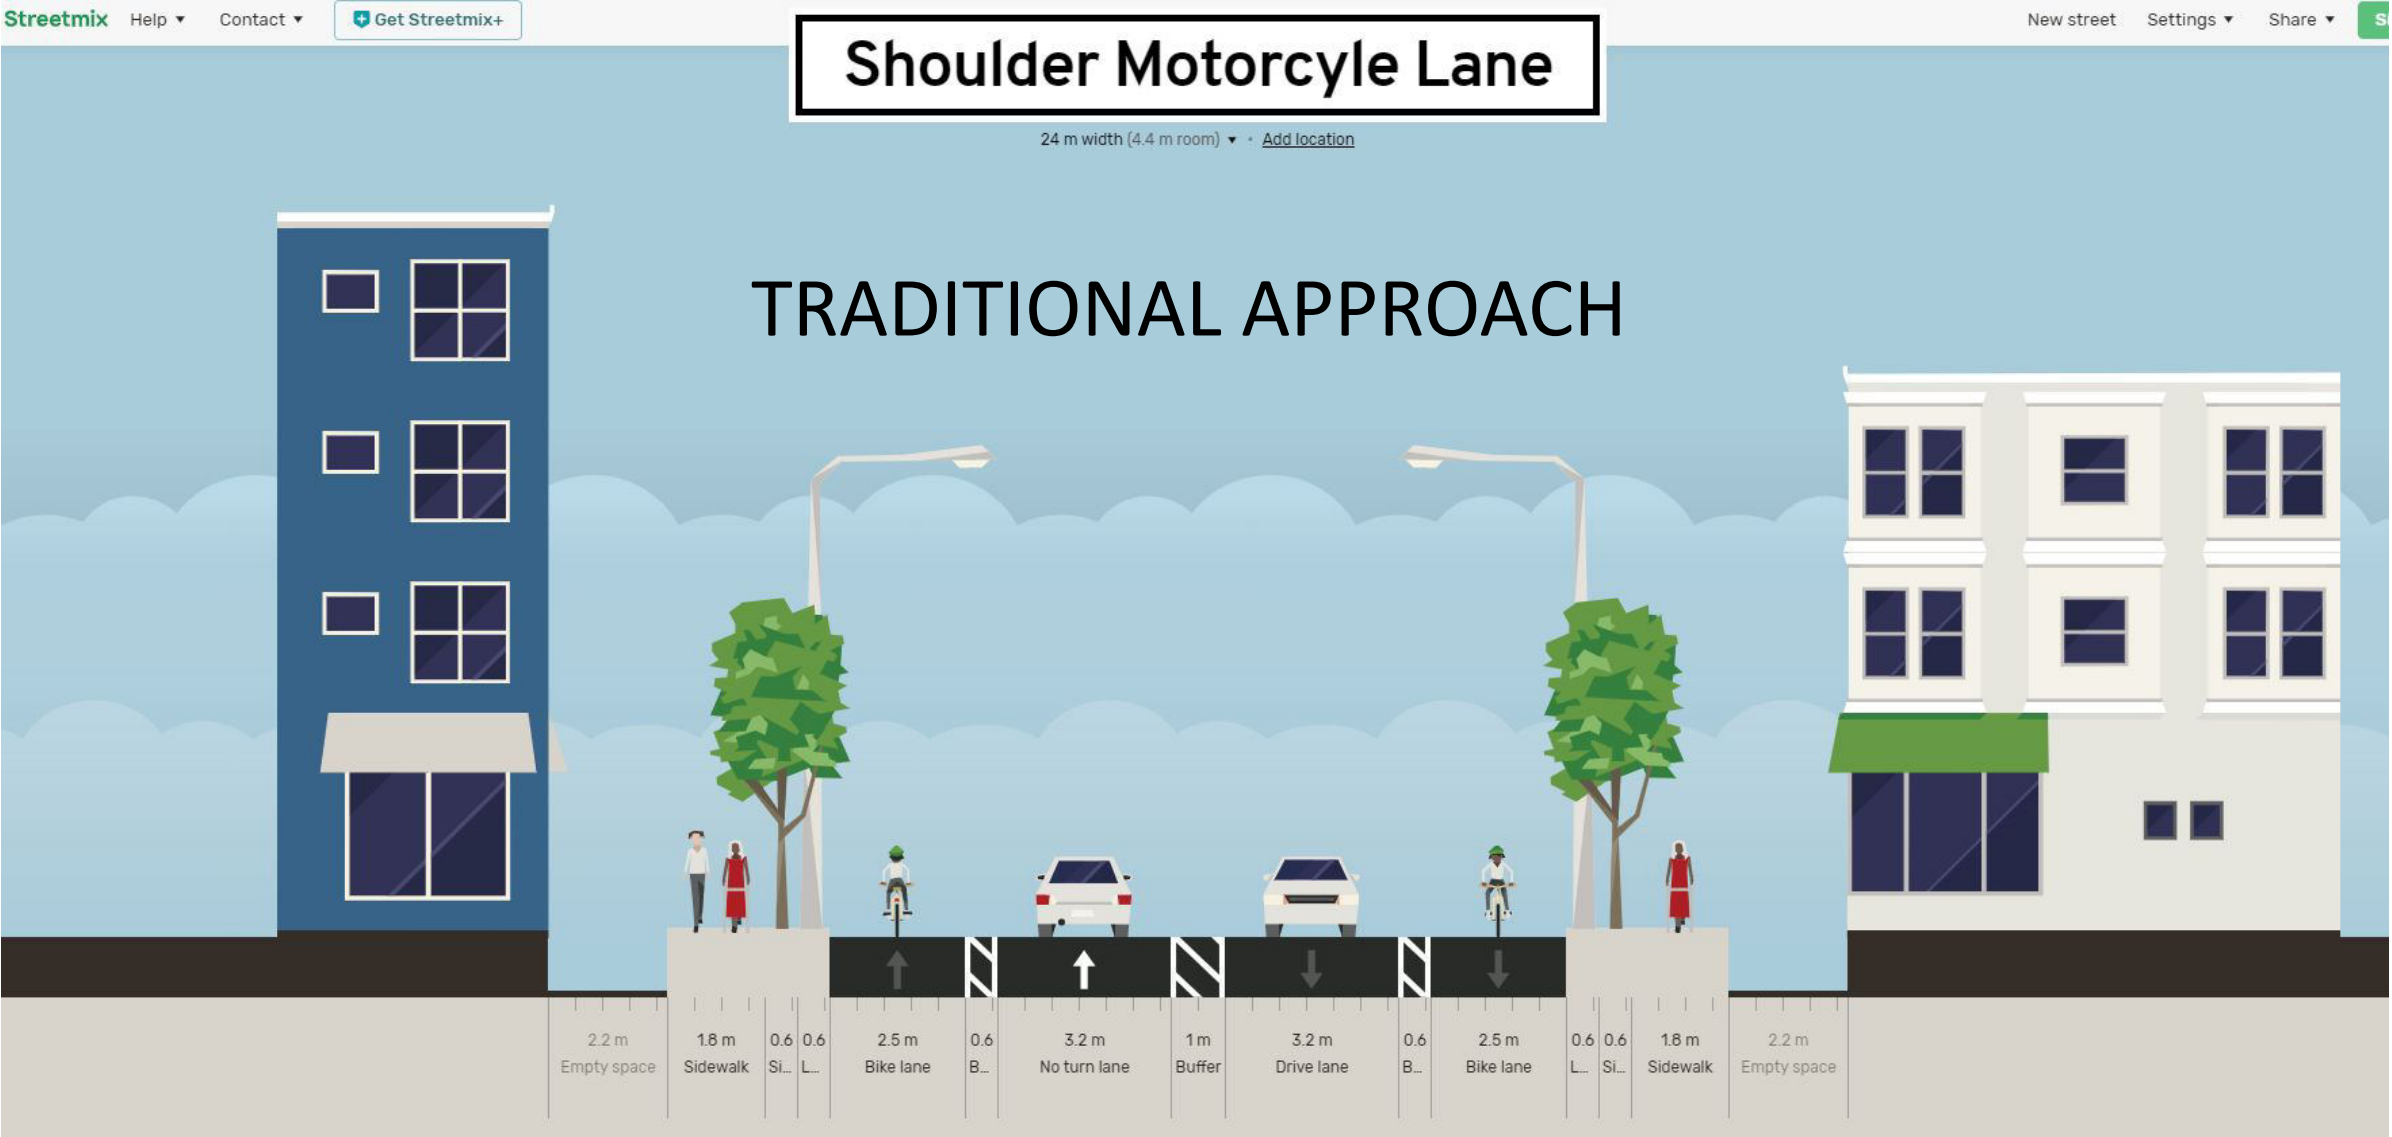 Streetmix Help ▾ Contact ▾ Get Streetmix+ New street Settings ▾ Share ▾
Shoulder Motorcyle Lane
24 m width (4.4 m room) ▾ · Add location
TRADITIONAL APPROACH
2.2 m 1.8 m 0.6 0.6 2.5 m 0.6 3.2 m 1 m 3.2 m 0.6 2.5 m 0.6 0.6 1.8 m 2.2 m
Empty space Sidewalk Si... L... Bike lane B... No turn lane Buffer Drive lane B... Bike lane L... Si... Sidewalk Empty space